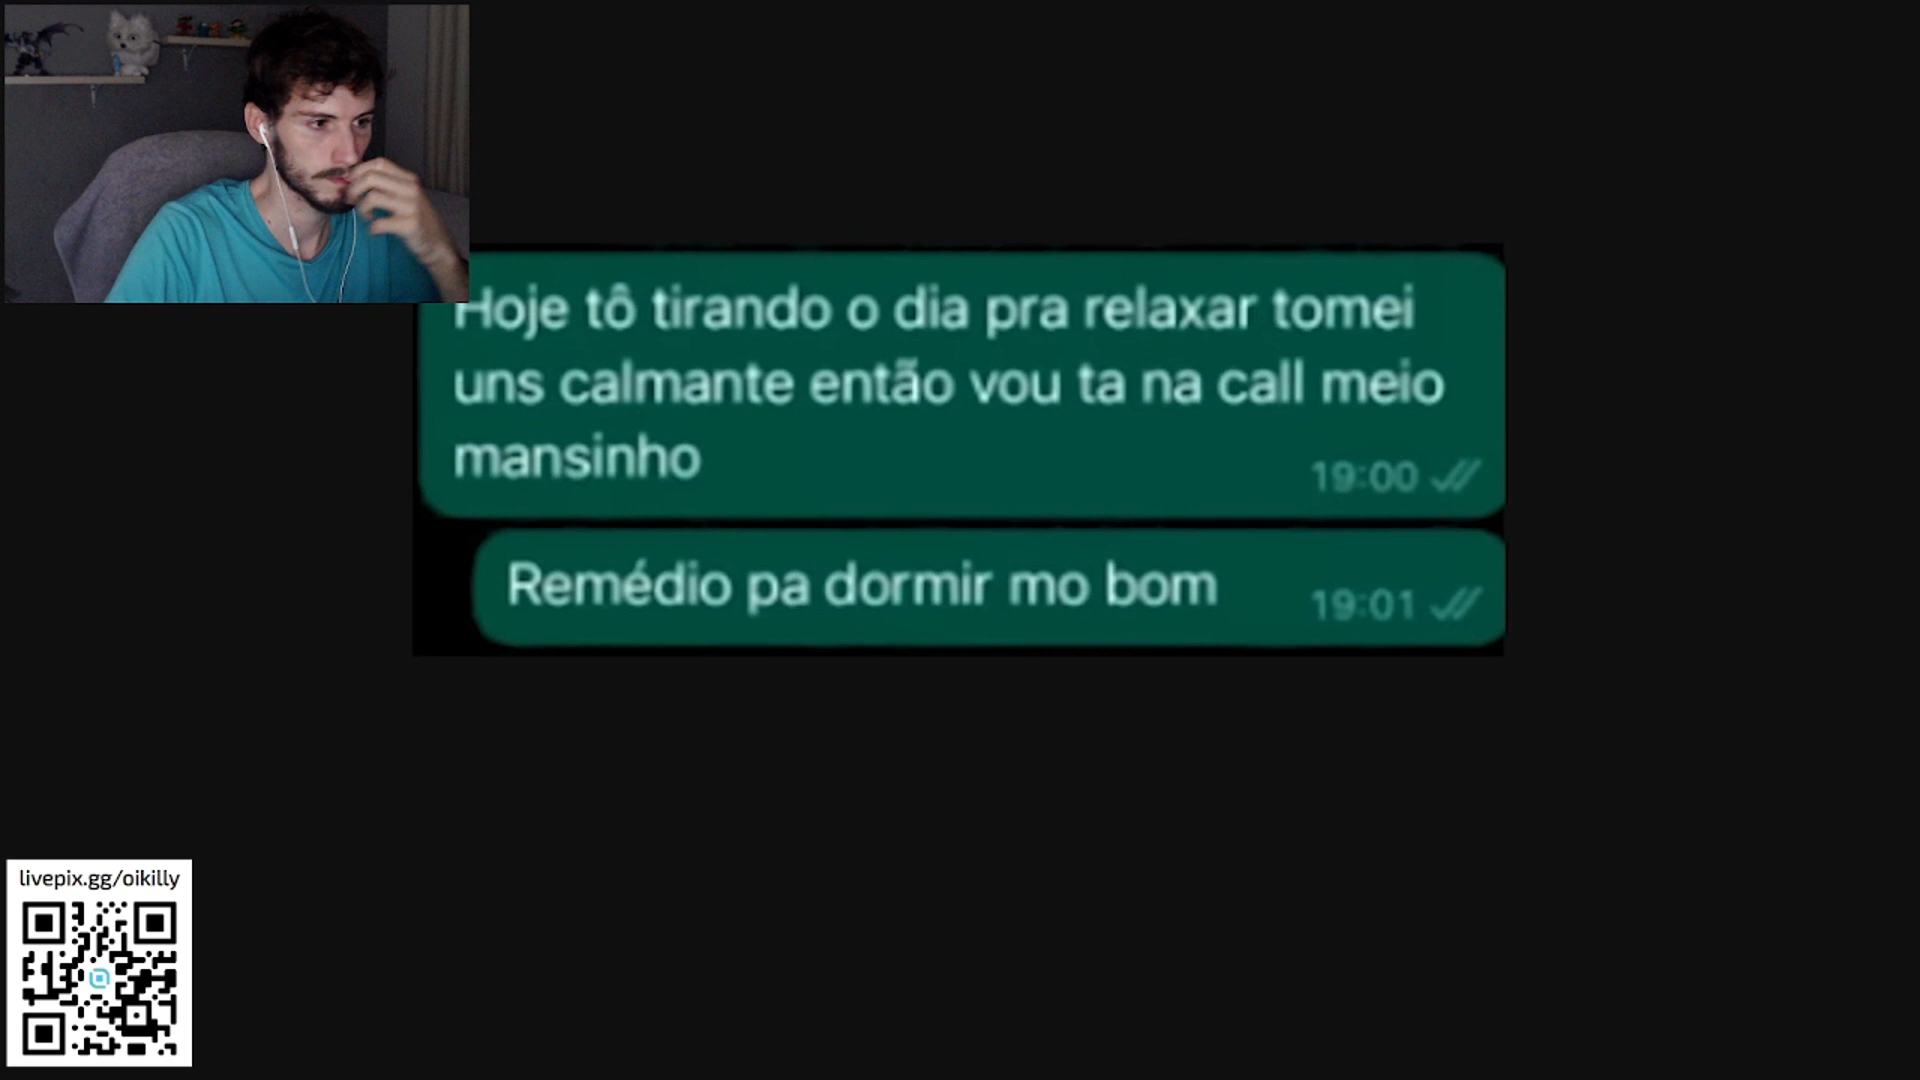 Hoje tô tirando o dia pra relaxar tomei
uns calmante então vou ta na call meio
mansinho
19:00
Remédio pa dormir mo bom
19:01
livepix.gg/oikilly